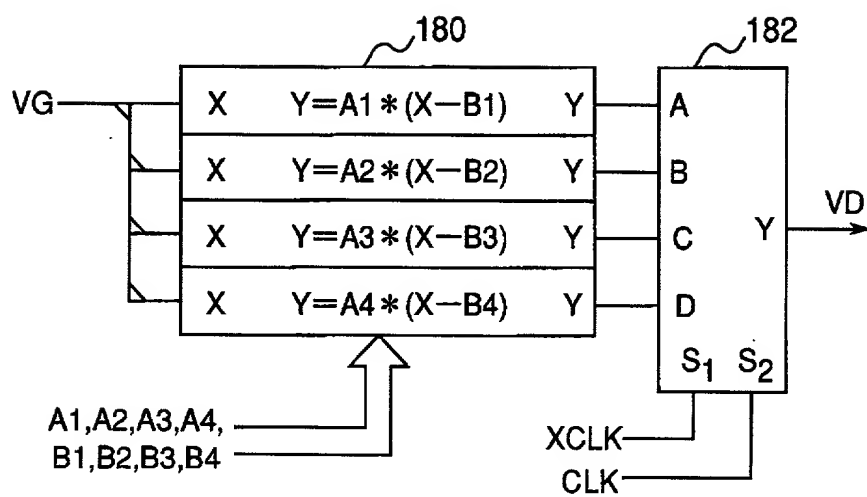 180
182
VG
X Y=A1*(X−B1) Y
A
X Y=A2*(X−B2) Y
B
X Y=A3*(X−B3) Y
C
X Y=A4*(X−B4) Y
D
Y
VD
S1 S2
A1,A2,A3,A4,
B1,B2,B3,B4
XCLK
CLK